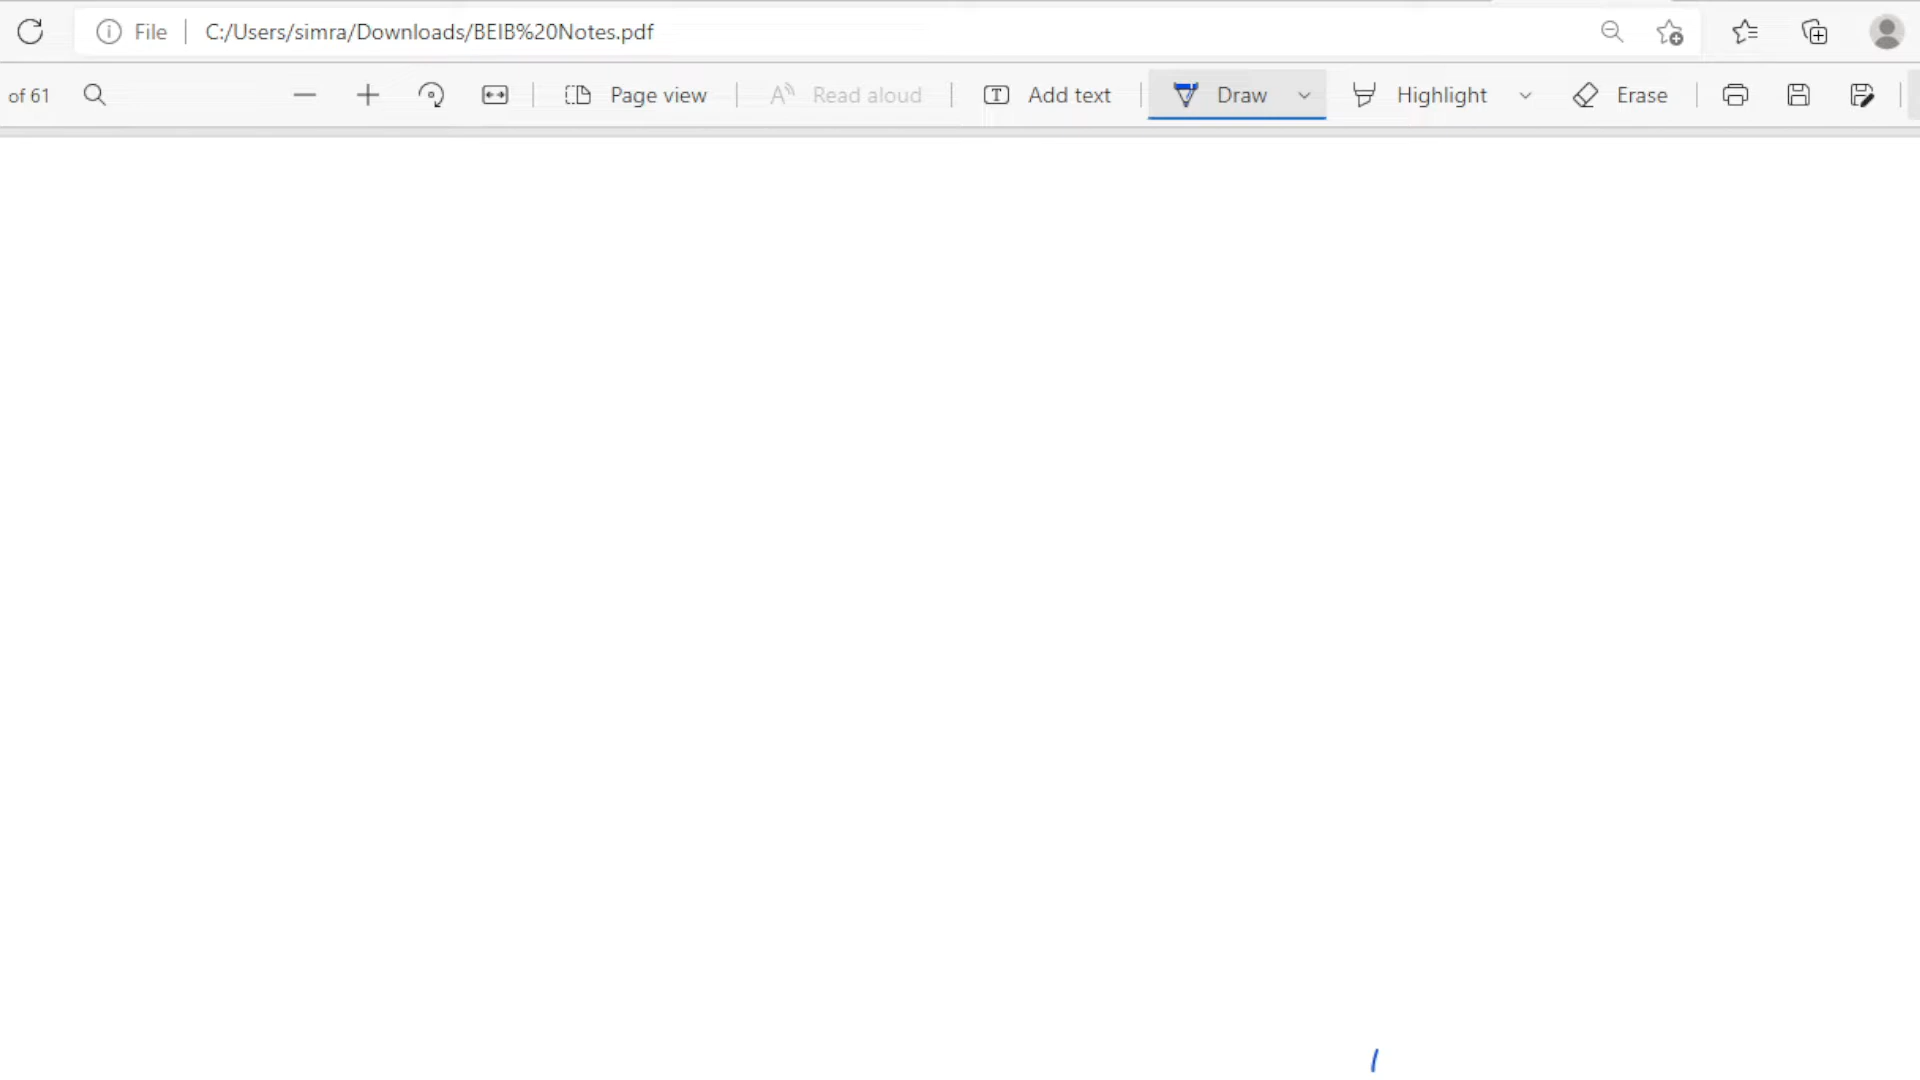 File C:/Users/simra/Downloads/BEIB%20Notes.pdf
of 61 Page view Read aloud Add text Draw Highlight Erase